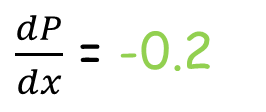 dP/dx = -0.2